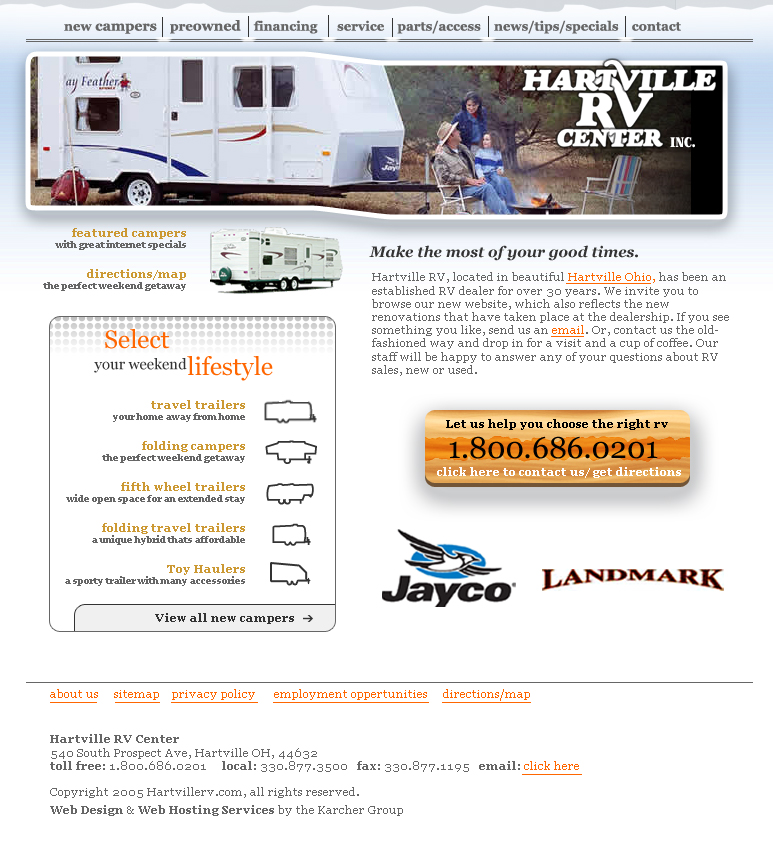 new campers preowned financing service parts/access news/tips/specials contact
Jay Feather
SPORT
Jayco
HARTVILLE
RV
CENTER INC.
featured campers
with great internet specials
directions/map
the perfect weekend getaway
Make the most of your good times.
Hartville RV, located in beautiful Hartville Ohio, has been an
established RV dealer for over 30 years. We invite you to
browse our new website, which also reflects the new
renovations that have taken place at the dealership. If you see
something you like, send us an email. Or, contact us the old-
fashioned way and drop in for a visit and a cup of coffee. Our
staff will be happy to answer any of your questions about RV
sales, new or used.
Select
your weekend lifestyle
travel trailers
your home away from home
folding campers
the perfect weekend getaway
fifth wheel trailers
wide open space for an extended stay
folding travel trailers
a unique hybrid thats affordable
Toy Haulers
a sporty trailer with many accessories
View all new campers
Let us help you choose the right rv
1.800.686.0201
click here to contact us/ get directions
Jayco
LANDMARK
about us sitemap privacy policy employment oppertunities directions/map
Hartville RV Center
540 South Prospect Ave, Hartville OH, 44632
toll free: 1.800.686.0201 local: 330.877.3500 fax: 330.877.1195 email: click here
Copyright 2005 Hartvillerv.com, all rights reserved.
Web Design & Web Hosting Services by the Karcher Group